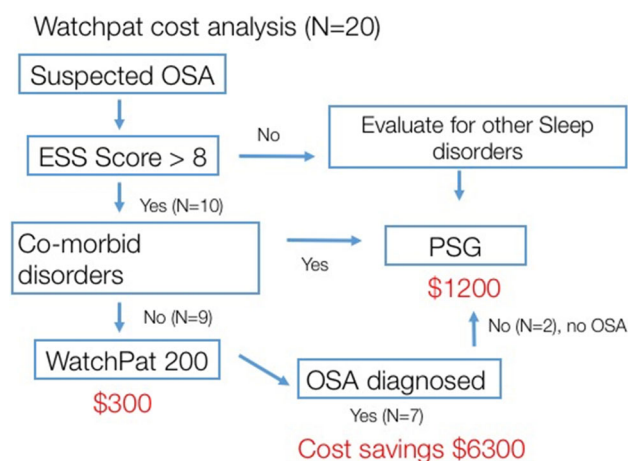 Watchpat cost analysis (N=20)
Suspected OSA
ESS Score > 8
No
Evaluate for other Sleep
disorders
Yes (N=10)
Co-morbid
disorders
Yes
PSG
$1200
No (N=9)
No (N=2), no OSA
WatchPat 200
$300
OSA diagnosed
Yes (N=7)
Cost savings $6300